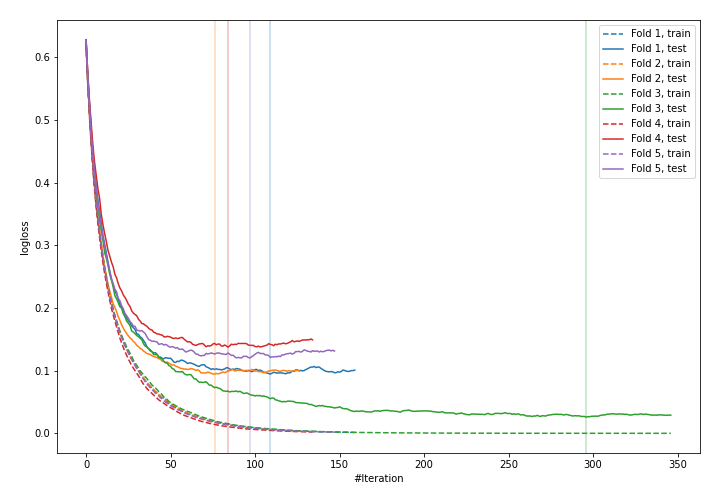 0.6
0.5
0.4
0.3
0.2
0.1
0.0
logloss
0 50 100 150 200 250 300 350
#Iteration
Fold 1, train
Fold 1, test
Fold 2, train
Fold 2, test
Fold 3, train
Fold 3, test
Fold 4, train
Fold 4, test
Fold 5, train
Fold 5, test